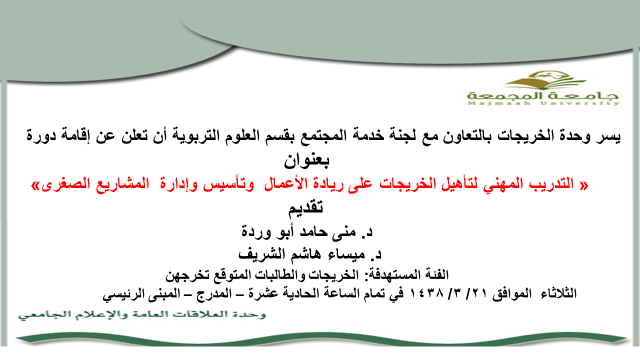 جامعة المجمعة
Majmaah University
يسر وحدة الخريجات بالتعاون مع لجنة خدمة المجتمع بقسم العلوم التربوية أن تعلن عن إقامة دورة
بعنوان
« التدريب المهني لتأهيل الخريجات على ريادة الأعمال وتأسيس وإدارة المشاريع الصغرى»
تقديم
د. منى حامد أبو وردة
د. ميساء هاشم الشريف
الفئة المستهدفة: الخريجات والطالبات المتوقع تخرجهن
الثلاثاء الموافق ٢١/ ٣/ ١٤٣٨ في تمام الساعة الحادية عشرة – المدرج – المبنى الرئيسي
وحدة العلاقات العامة والإعلام الجامعي